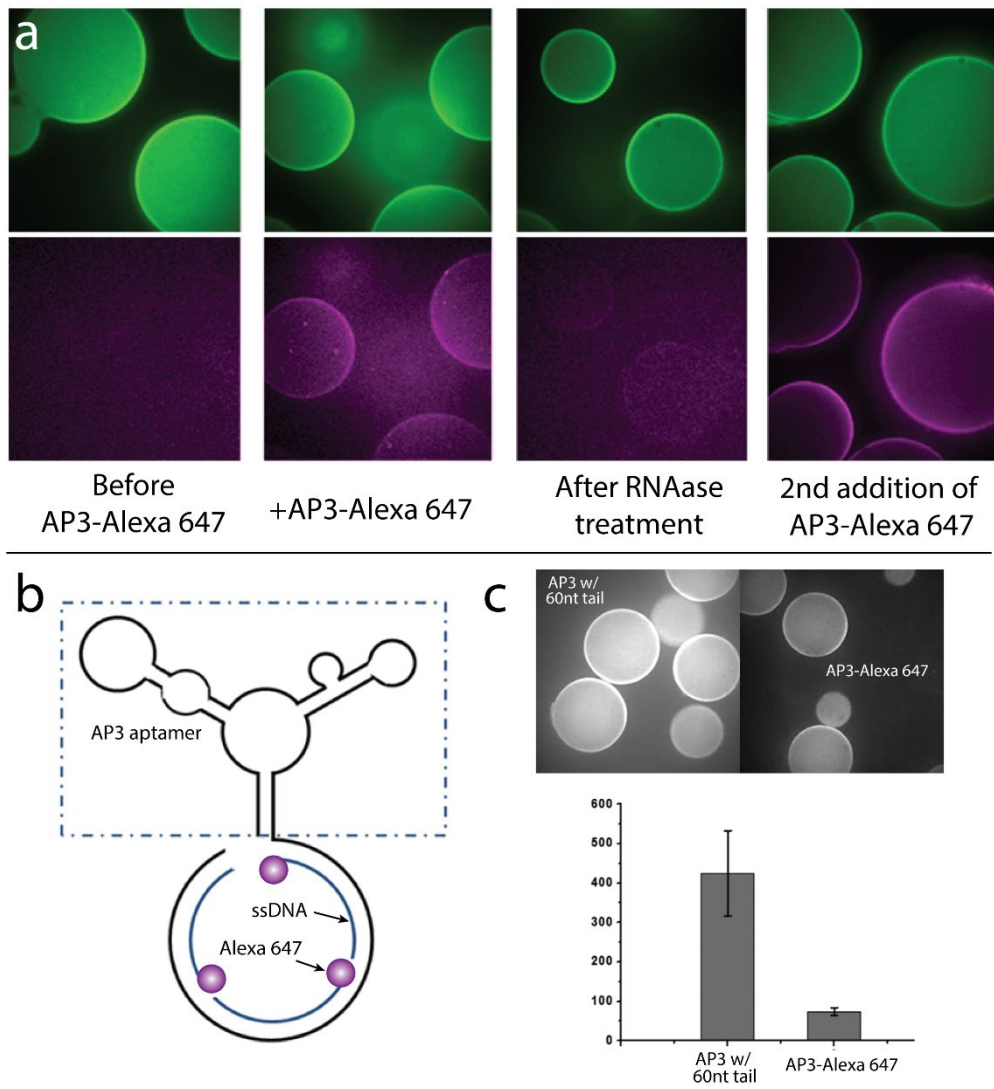 a
Before
AP3-Alexa 647
+AP3-Alexa 647
After RNAase
treatment
2nd addition of
AP3-Alexa 647
b
AP3 aptamer
ssDNA
Alexa 647
c
AP3 w/
60nt tail
AP3-Alexa 647
600
500
400
300
200
100
0
AP3 w/
60nt tail
AP3-Alexa 647